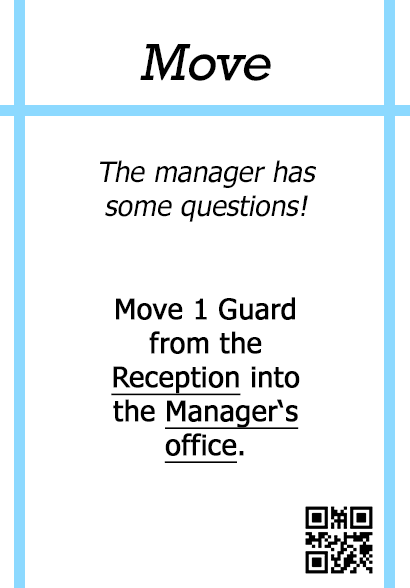 Move
The manager has
some questions!
Move 1 Guard
from the
Reception into
the Manager‘s
office.